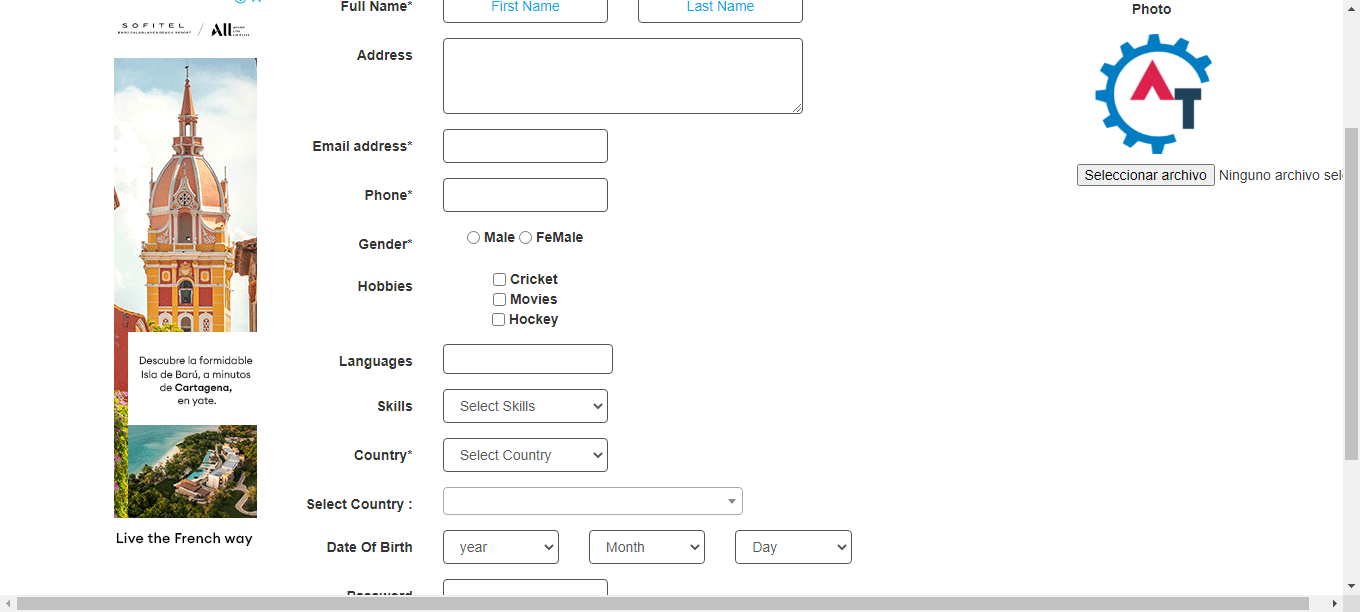 SOFITEL
ALL
Descubre la formidable
Isla de Barú, a minutos
de Cartagena,
en yate.
Live the French way
Full Name*
First Name
Last Name
Address
Email address*
Phone*
Gender*
Male
FeMale
Hobbies
Cricket
Movies
Hockey
Languages
Skills
Select Skills
Country*
Select Country
Select Country :
Date Of Birth
year
Month
Day
Password
Photo
AT
Seleccionar archivo
Ninguno archivo sel